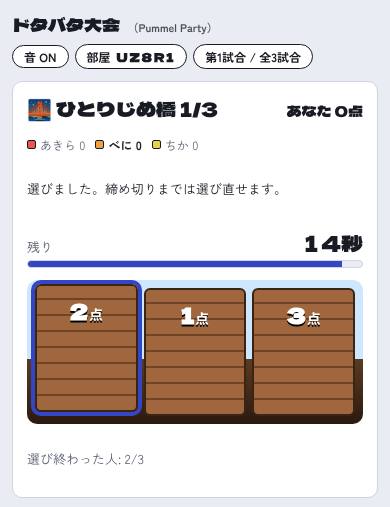 ドタバタ大会 （Pummel Party）
音 ON 部屋 UZ8R1 第1試合 / 全3試合
ひとりじめ橋 1/3 あなた 0点
あきら 0 べに 0 ちか 0
選びました。締め切りまでは選び直せます。
残り 14秒
2点 1点 3点
選び終わった人: 2/3